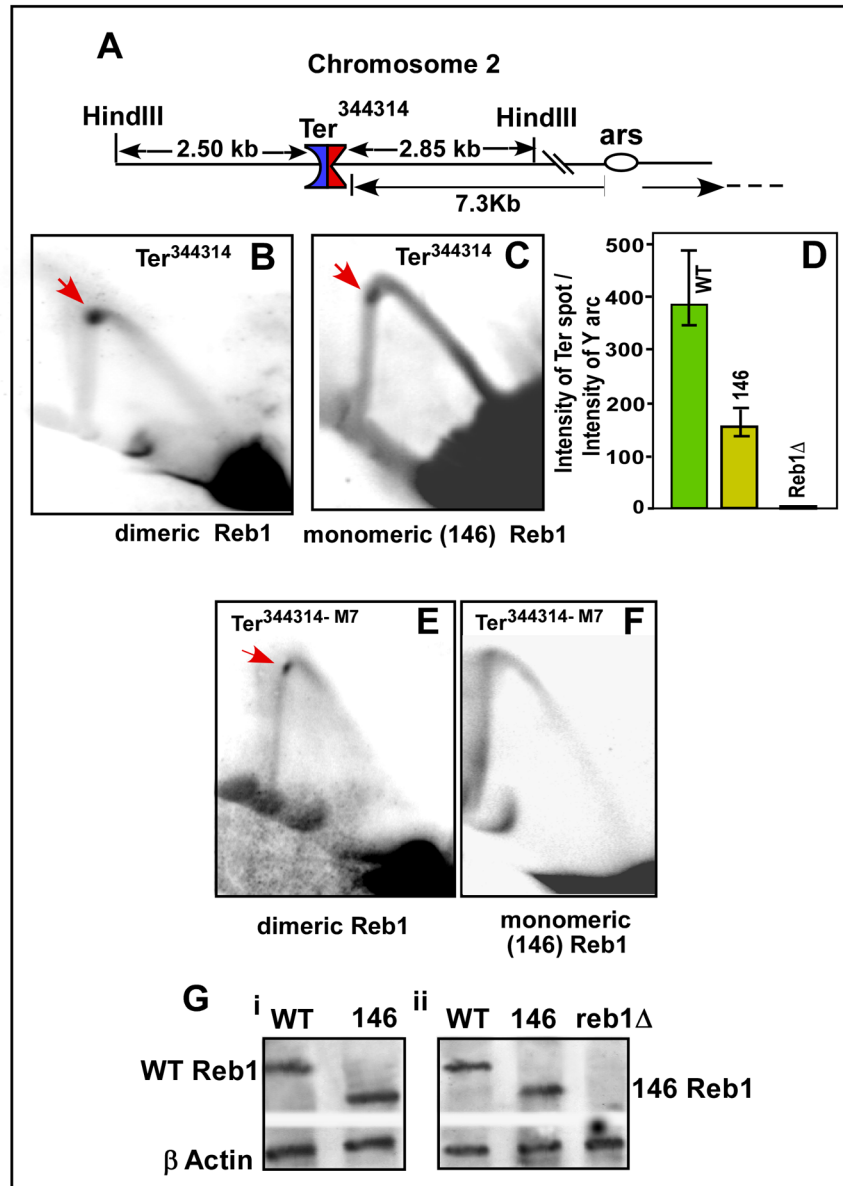 A
Chromosome 2
HindIII
Ter344314
HindIII
ars
2.50 kb
2.85 kb
7.3Kb
Ter344314 B
dimeric Reb1
Ter344314 C
monomeric (146) Reb1
D
Intensity of Ter spot /
Intensity of Y arc
500
400
300
200
100
0
WT
146
Reb1Δ
Ter344314- M7 E
dimeric Reb1
Ter344314- M7 F
monomeric
(146) Reb1
G
i
WT 146
ii
WT 146 reb1Δ
WT Reb1
146 Reb1
β Actin